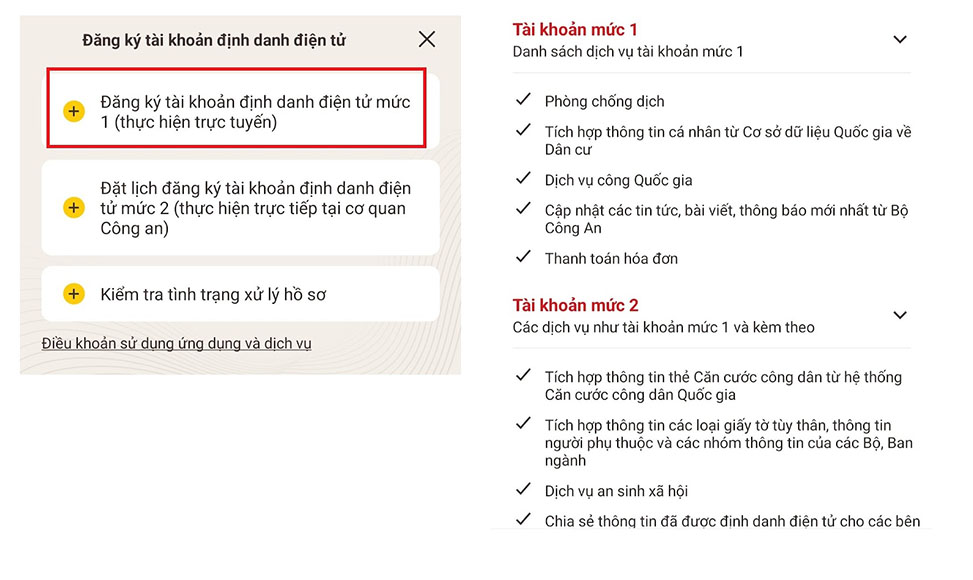 Đăng ký tài khoản định danh điện tử
Đăng ký tài khoản định danh điện tử mức
1 (thực hiện trực tuyến)
Đặt lịch đăng ký tài khoản định danh điện
tử mức 2 (thực hiện trực tiếp tại cơ quan
Công an)
Kiểm tra tình trạng xử lý hồ sơ
Điều khoản sử dụng ứng dụng và dịch vụ
Tài khoản mức 1
Danh sách dịch vụ tài khoản mức 1
Phòng chống dịch
Tích hợp thông tin cá nhân từ Cơ sở dữ liệu Quốc gia về
Dân cư
Dịch vụ công Quốc gia
Cập nhật các tin tức, bài viết, thông báo mới nhất từ Bộ
Công An
Thanh toán hóa đơn
Tài khoản mức 2
Các dịch vụ như tài khoản mức 1 và kèm theo
Tích hợp thông tin thẻ Căn cước công dân từ hệ thống
Căn cước công dân Quốc gia
Tích hợp thông tin các loại giấy tờ tùy thân, thông tin
người phụ thuộc và các nhóm thông tin của các Bộ, Ban
ngành
Dịch vụ an sinh xã hội
Chia sẻ thông tin đã được định danh điện tử cho các bên